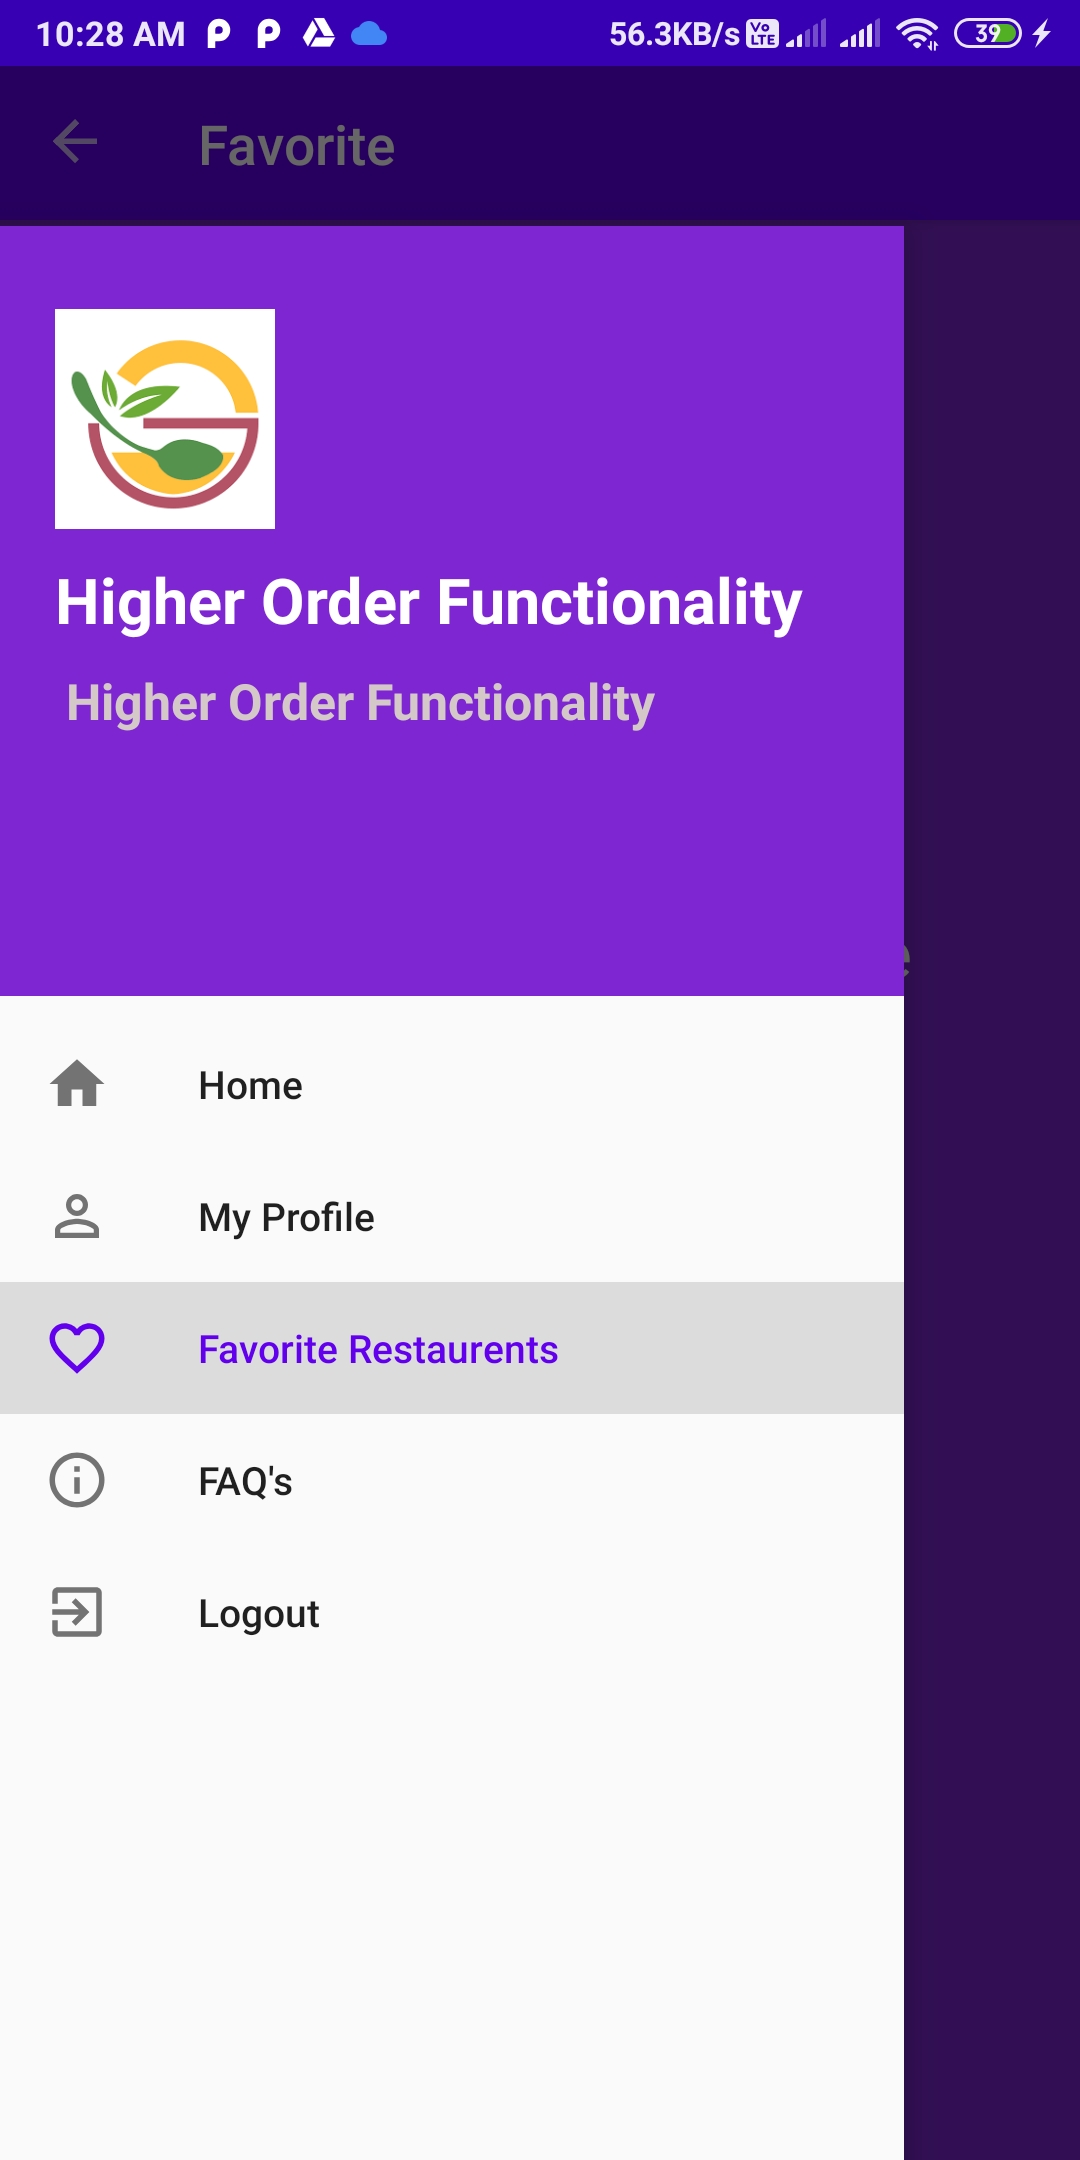 10:28 AM 56.3KB/s Vo LTE 39
Favorite
Higher Order Functionality
Higher Order Functionality
Home
My Profile
Favorite Restaurents
FAQ's
Logout